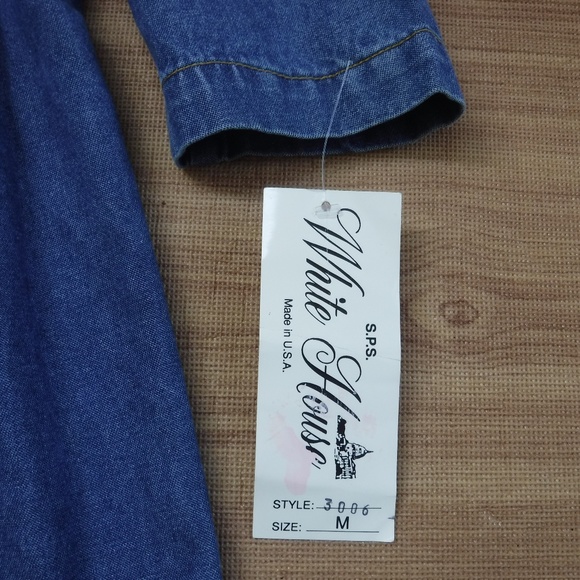 S.P.S.
White House
Made in U.S.A.
STYLE: 3006
SIZE: M